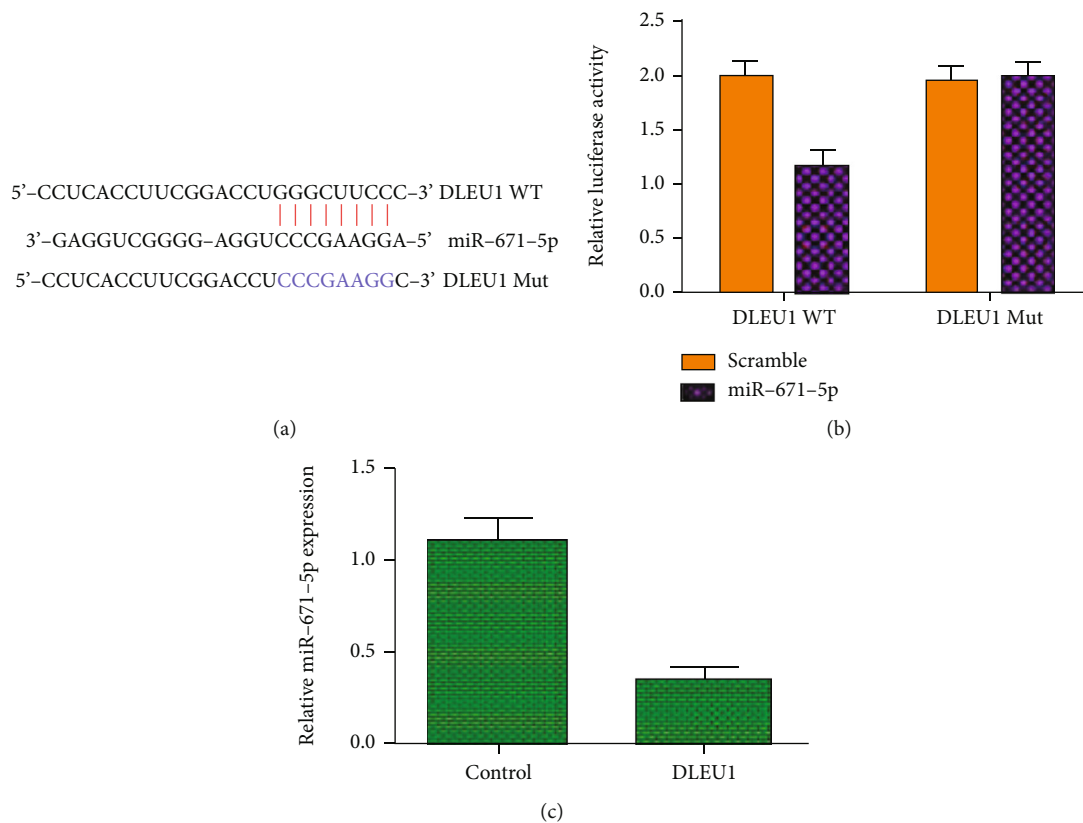 5'–CCUCACCUUCGGACCUGGGCUUCCC–3' DLEU1 WT
3'–GAGGUCGGGG–AGGUCCCGAAGGA–5' miR–671–5p
5'–CCUCACCUUCGGACCUCCCGAAGGC–3' DLEU1 Mut
(a)
Relative luciferase activity
2.5
2.0
1.5
1.0
0.5
0.0
DLEU1 WT DLEU1 Mut
Scramble
miR–671–5p
(b)
Relative miR–671–5p expression
1.5
1.0
0.5
0.0
Control DLEU1
(c)